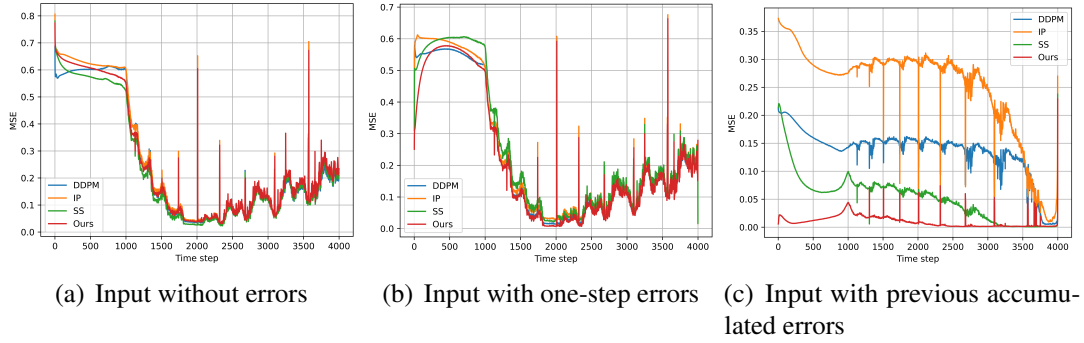 0.8
0.7
0.6
0.5
0.4
0.3
0.2
0.1
0.0
MSE
DDPM
IP
SS
Ours
0 500 1000 1500 2000 2500 3000 3500 4000
Time step
(a) Input without errors
0.7
0.6
0.5
0.4
0.3
0.2
0.1
0.0
MSE
DDPM
IP
SS
Ours
0 500 1000 1500 2000 2500 3000 3500 4000
Time step
(b) Input with one-step errors
0.35
0.30
0.25
0.20
0.15
0.10
0.05
0.00
MSE
DDPM
IP
SS
Ours
0 500 1000 1500 2000 2500 3000 3500 4000
Time step
(c) Input with previous accumu-
lated errors